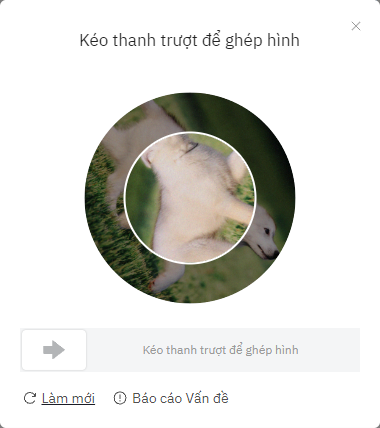 Kéo thanh trượt để ghép hình
Kéo thanh trượt để ghép hình
Làm mới
Báo cáo Vấn đề